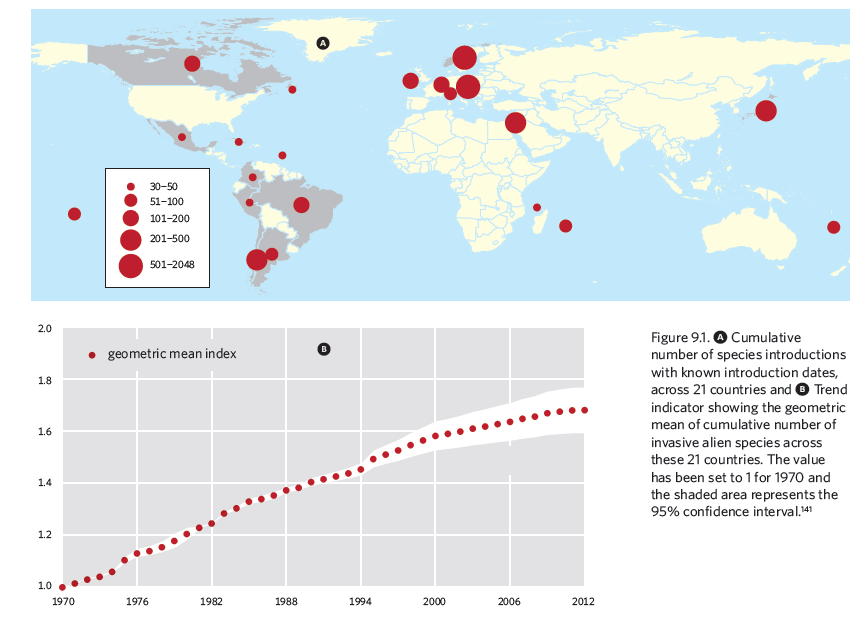 A
30–50
51–100
101–200
201–500
501–2048
2.0
1.8
1.6
1.4
1.2
1.0
geometric mean index
B
1970
1976
1982
1988
1994
2000
2006
2012
Figure 9.1. A Cumulative
number of species introductions
with known introduction dates,
across 21 countries and B Trend
indicator showing the geometric
mean of cumulative number of
invasive alien species across
these 21 countries. The value
has been set to 1 for 1970 and
the shaded area represents the
95% confidence interval.¹⁴¹